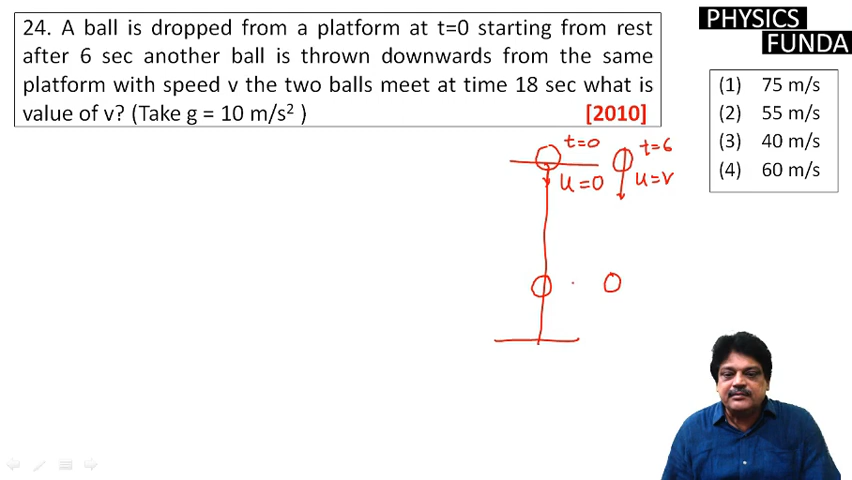 24. A ball is dropped from a platform at t=0 starting from rest
after 6 sec another ball is thrown downwards from the same
platform with speed v the two balls meet at time 18 sec what is
value of v? (Take g = 10 m/s² ) [2010]
PHYSICS
FUNDA
(1) 75 m/s
(2) 55 m/s
(3) 40 m/s
(4) 60 m/s
t=0
t=6
u=0
u=v